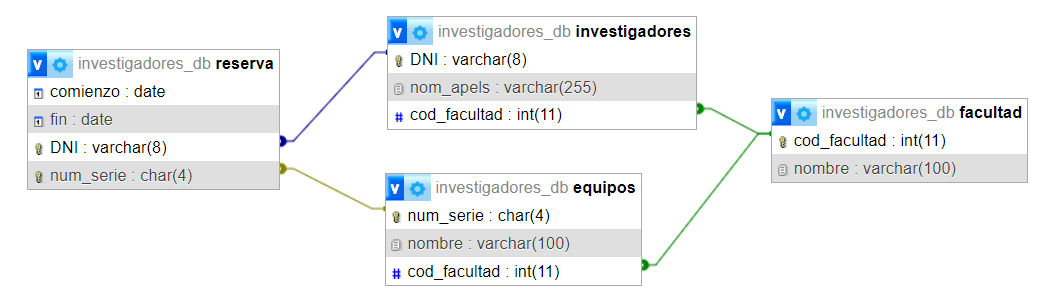 v investigadores_db reserva
comienzo : date
fin : date
DNI : varchar(8)
num_serie : char(4)
v investigadores_db investigadores
DNI : varchar(8)
nom_apels : varchar(255)
# cod_facultad : int(11)
v investigadores_db equipos
num_serie : char(4)
nombre : varchar(100)
# cod_facultad : int(11)
v investigadores_db facultad
cod_facultad : int(11)
nombre : varchar(100)